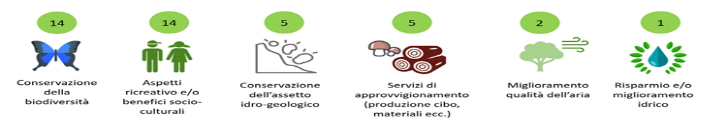 14
Conservazione
della
biodiversità
14
Aspetti
ricreativo e/o
benefici socio-
culturali
5
Conservazione
dell'assetto
idro-geologico
5
Servizi di
approvvigionamento
(produzione cibo,
materiali ecc.)
2
Miglioramento
qualità dell'aria
1
Risparmio e/o
miglioramento
idrico